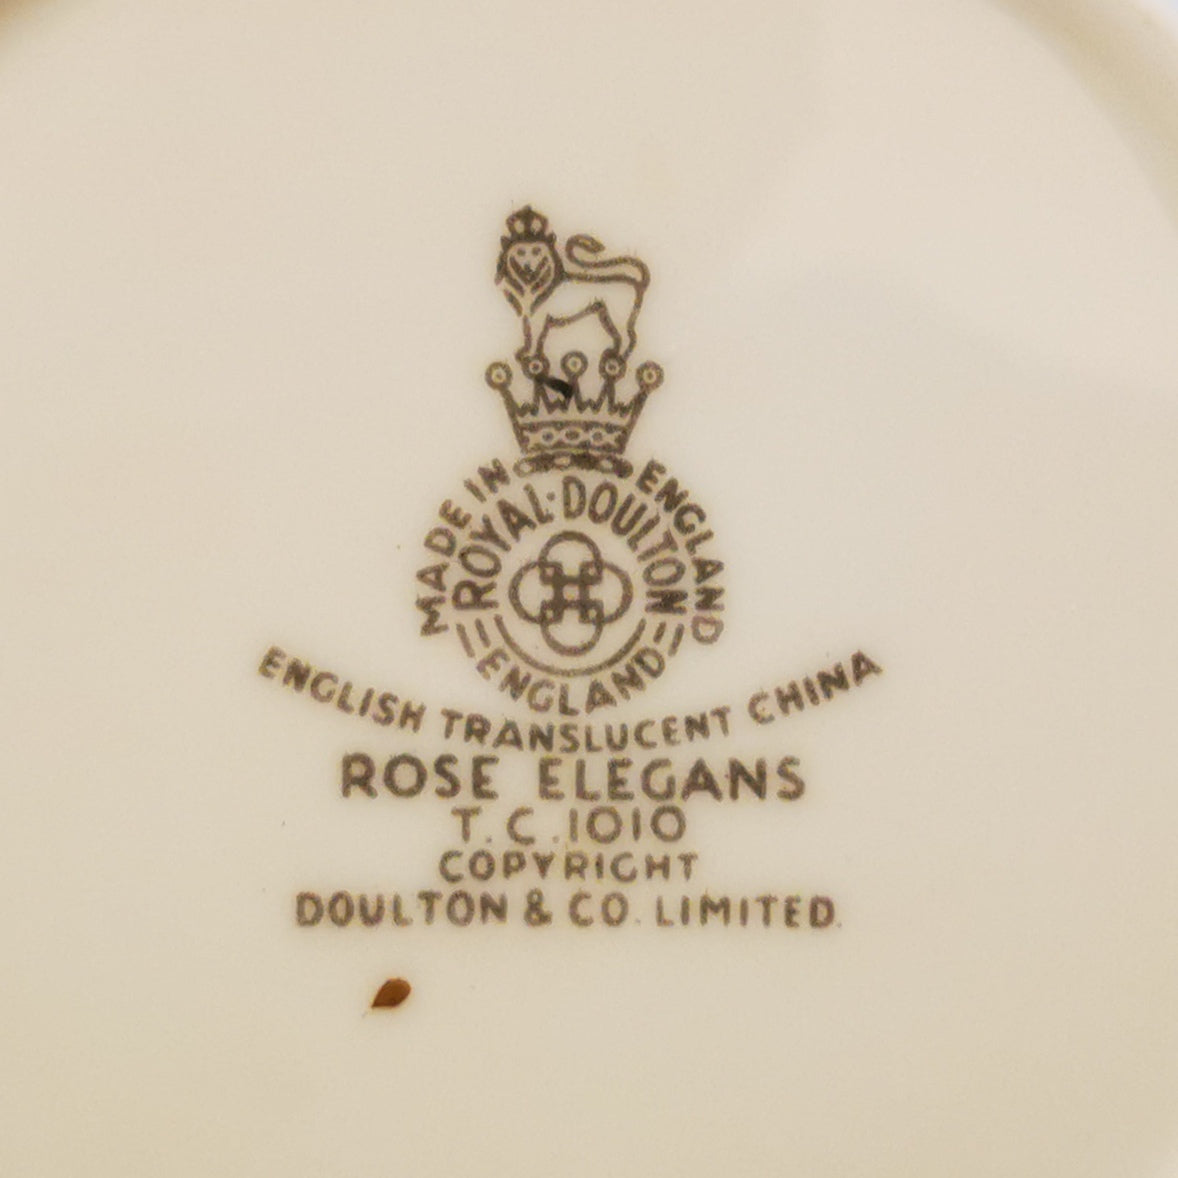 MADE IN ENGLAND
ROYAL·DOULTON
ENGLAND
ENGLISH TRANSLUCENT CHINA
ROSE ELEGANS
T.C.1010
COPYRIGHT
DOULTON & CO. LIMITED.